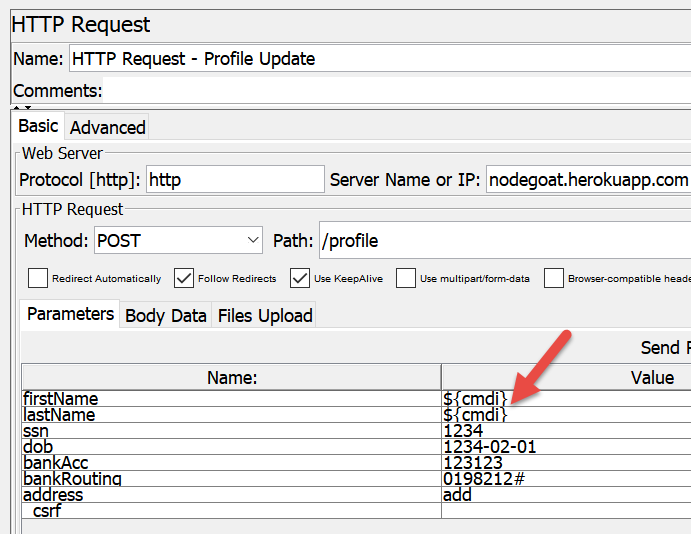 HTTP Request
Name: HTTP Request - Profile Update
Comments:
Basic Advanced
Web Server
Protocol [http]: http Server Name or IP: nodegoat.herokuapp.com
HTTP Request
Method: POST Path: /profile
Redirect Automatically Follow Redirects Use KeepAlive Use multipart/form-data Browser-compatible heade
Parameters Body Data Files Upload
Send P
Name: Value
firstName ${cmdi}
lastName ${cmdi}
ssn 1234
dob 1234-02-01
bankAcc 123123
bankRouting 0198212#
address add
_csrf